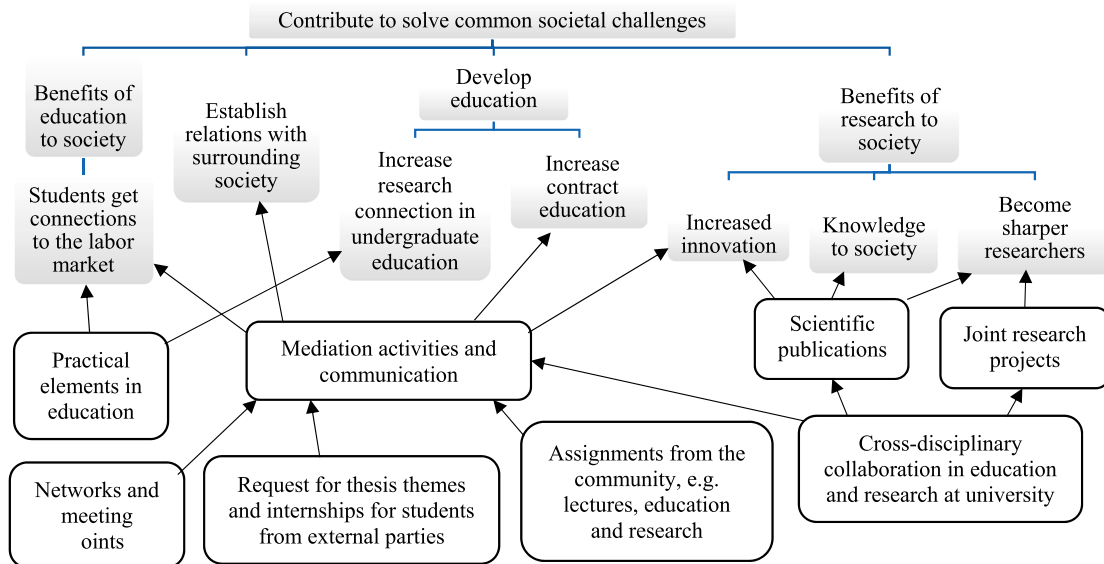 Contribute to solve common societal challenges
Benefits of
education
to society
Establish
relations with
surrounding
society
Develop
education
Benefits of
research to
society
Students get
connections
to the labor
market
Increase
research
connection in
undergraduate
education
Increase
contract
education
Increased
innovation
Knowledge
to society
Become
sharper
researchers
Practical
elements in
education
Mediation activities and
communication
Scientific
publications
Joint research
projects
Networks and
meeting
oints
Request for thesis themes
and internships for students
from external parties
Assignments from the
community, e.g.
lectures, education
and research
Cross-disciplinary
collaboration in education
and research at university